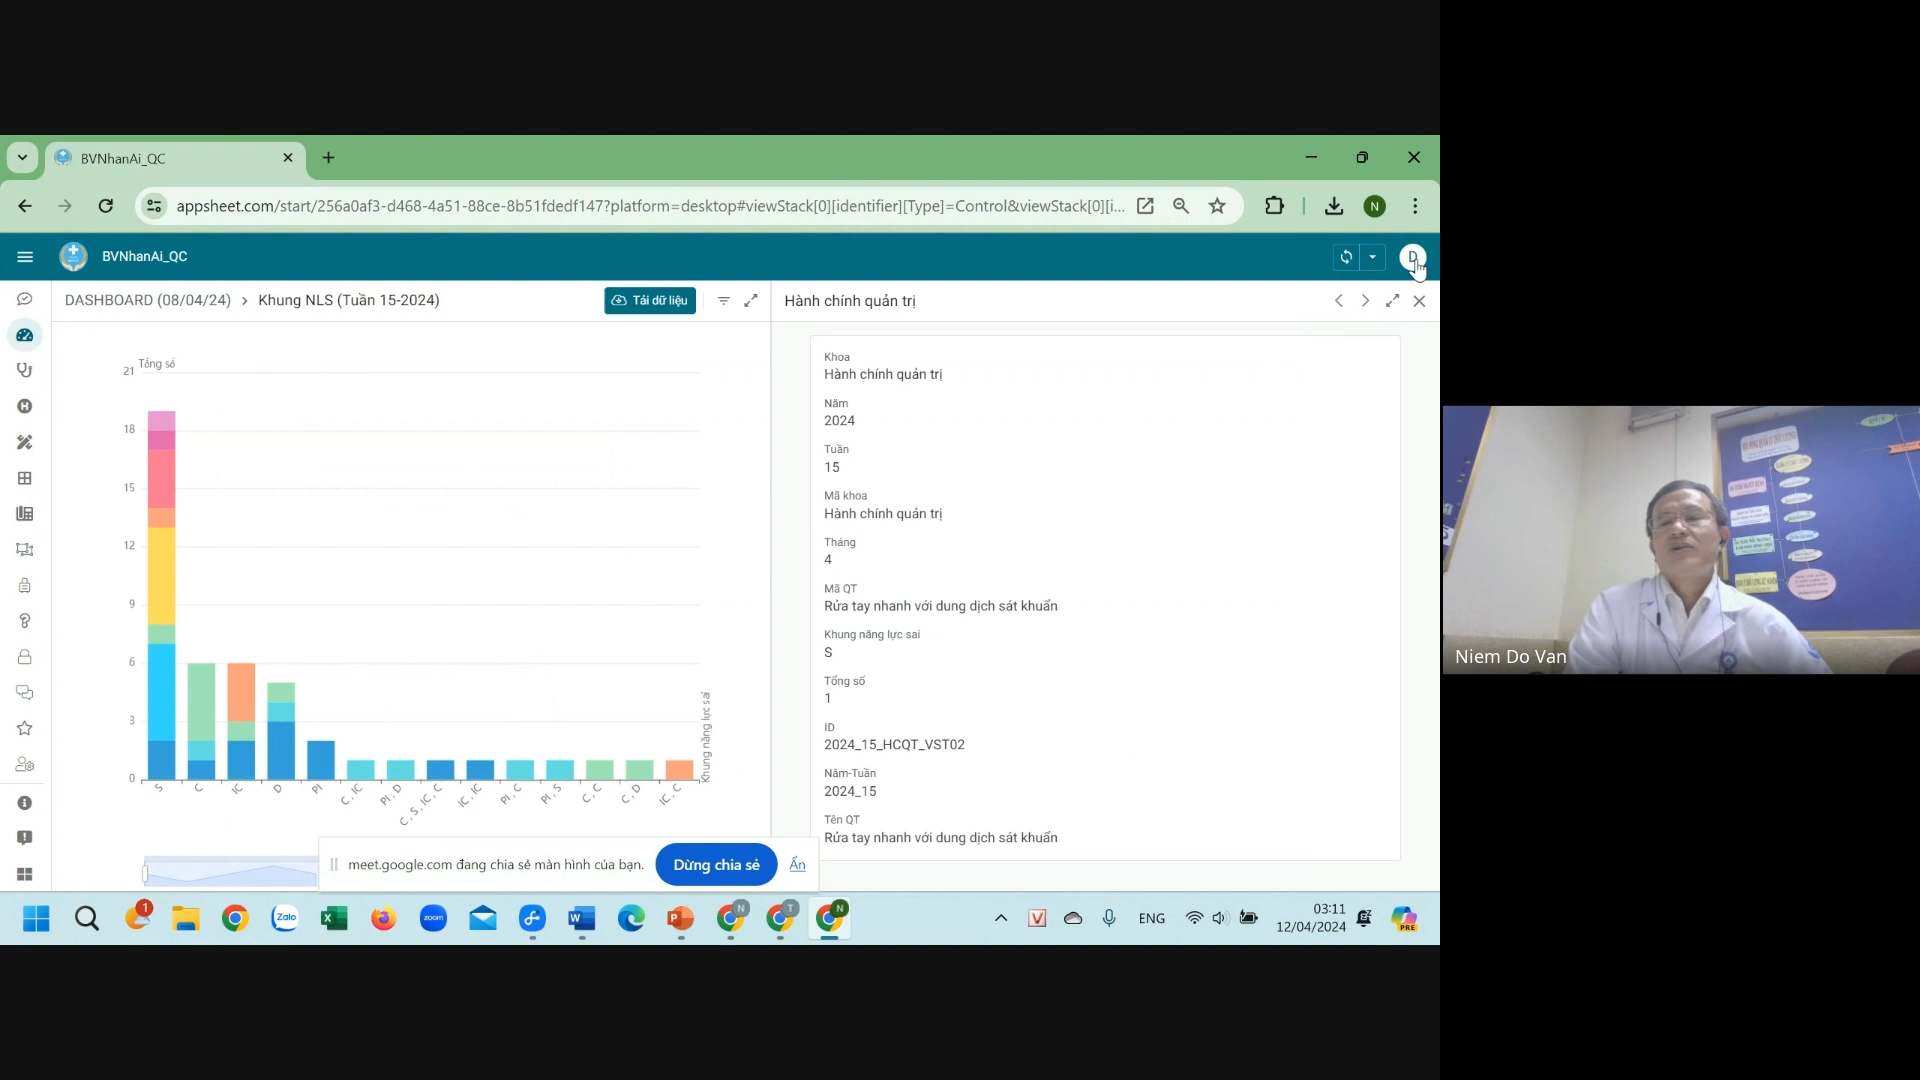 BVNhanAi_QC
appsheet.com/start/256a0af3-d468-4a51-88ce-8b51fdedf147?platform=desktop#viewStack[0][identifier][Type]=Control&viewStack[0][i...
N
BVNhanAi_QC
D
DASHBOARD (08/04/24) > Khung NLS (Tuần 15-2024)
Tải dữ liệu
Hành chính quản trị
Tổng số
21
18
15
12
9
6
3
0
S
C
IC
D
PI
C , IC
PI , D
C , S , IC , C
IC , IC
PI , C
PI , S
C , C
C , D
IC , C
Khung năng lực sai
Khoa
Hành chính quản trị
Năm
2024
Tuần
15
Mã khoa
Hành chính quản trị
Tháng
4
Mã QT
Rửa tay nhanh với dung dịch sát khuẩn
Khung năng lực sai
S
Tổng số
1
ID
2024_15_HCQT_VST02
Năm-Tuần
2024_15
Tên QT
Rửa tay nhanh với dung dịch sát khuẩn
meet.google.com đang chia sẻ màn hình của bạn.
Dừng chia sẻ
Ẩn
1
Zalo
zoom
N
T
N
V
ENG
03:11
12/04/2024
PRE
Niem Do Van